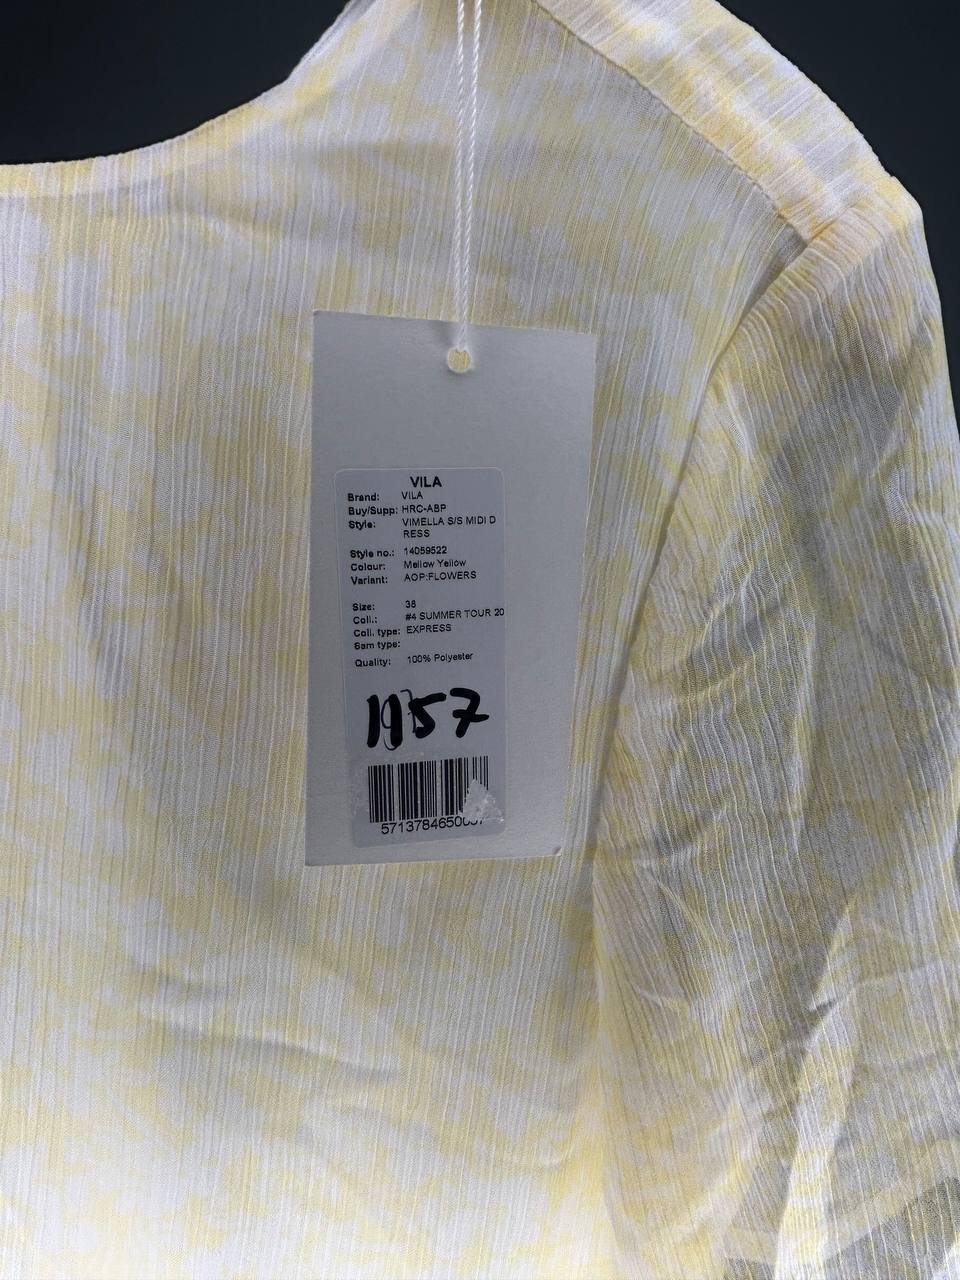 VILA
Brand: VILA
Buy/Supp: HRC-ABP
Style: VIMELLA S/S MIDI D
RESS
Style no.: 14059522
Colour: Mellow Yellow
Variant: AOP:FLOWERS
Size: 38
Coll.: #4 SUMMER TOUR 20
Coll. type: EXPRESS
Sam type:
Quality: 100% Polyester
1957